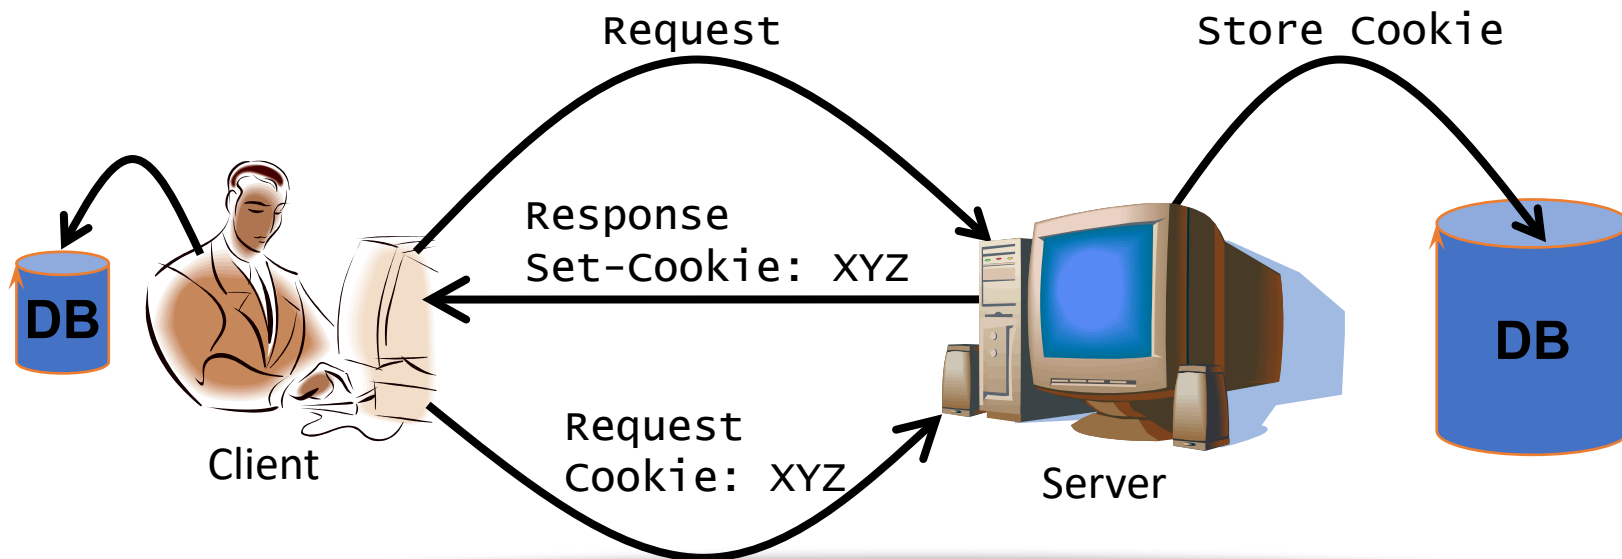 Request
Store Cookie
Response
Set-Cookie: XYZ
DB
DB
Request
Cookie: XYZ
Client
Server